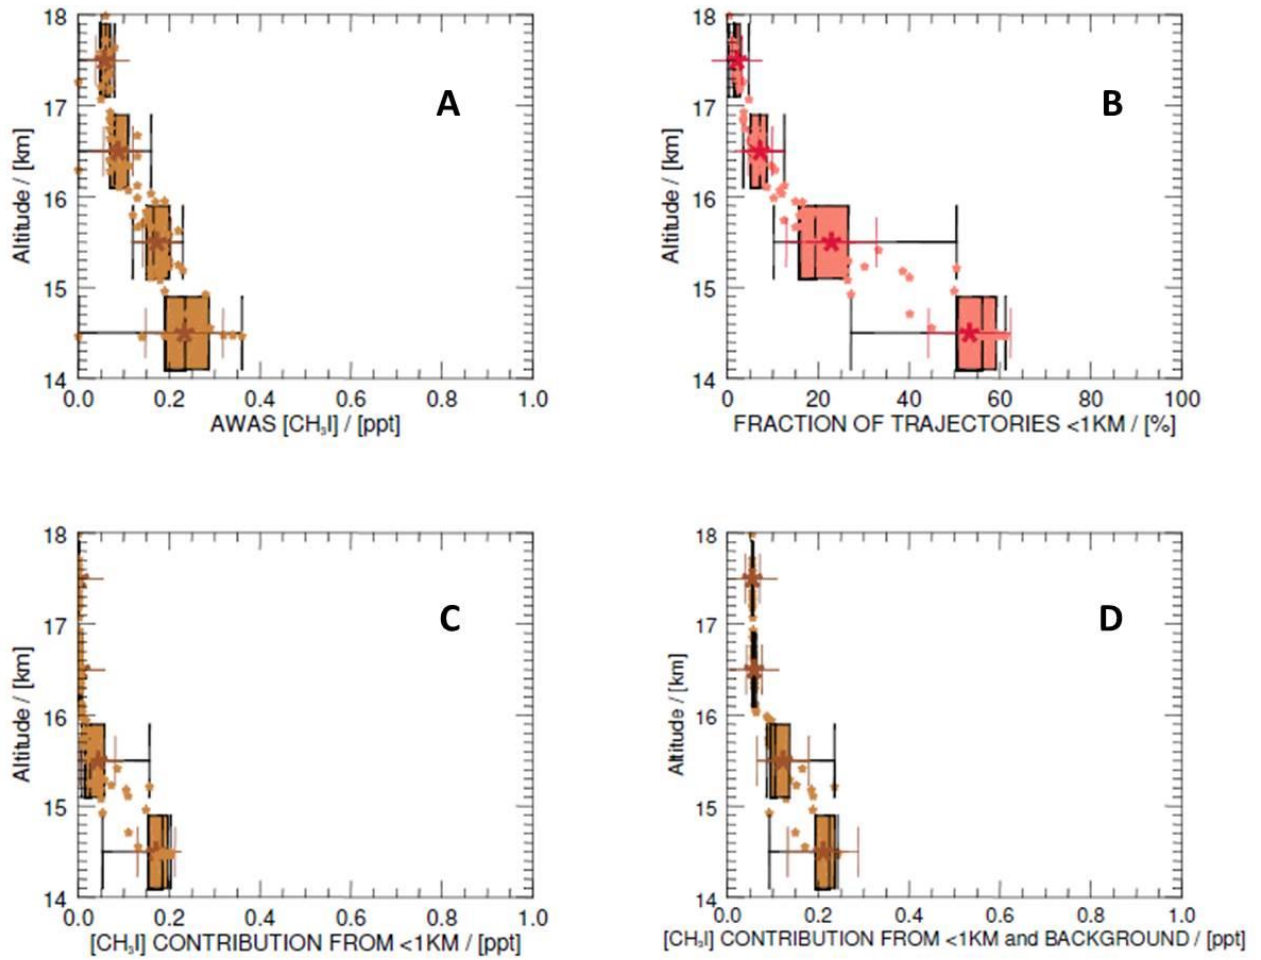 18
17
16
15
14
Altitude / [km]
A
0.0 0.2 0.4 0.6 0.8 1.0
AWAS [CH₃I] / [ppt]
18
17
16
15
14
Altitude / [km]
B
0 20 40 60 80 100
FRACTION OF TRAJECTORIES <1KM / [%]
18
17
16
15
14
Altitude / [km]
C
0.0 0.2 0.4 0.6 0.8 1.0
[CH₃I] CONTRIBUTION FROM <1KM / [ppt]
18
17
16
15
14
Altitude / [km]
D
0.0 0.2 0.4 0.6 0.8 1.0
[CH₃I] CONTRIBUTION FROM <1KM and BACKGROUND / [ppt]